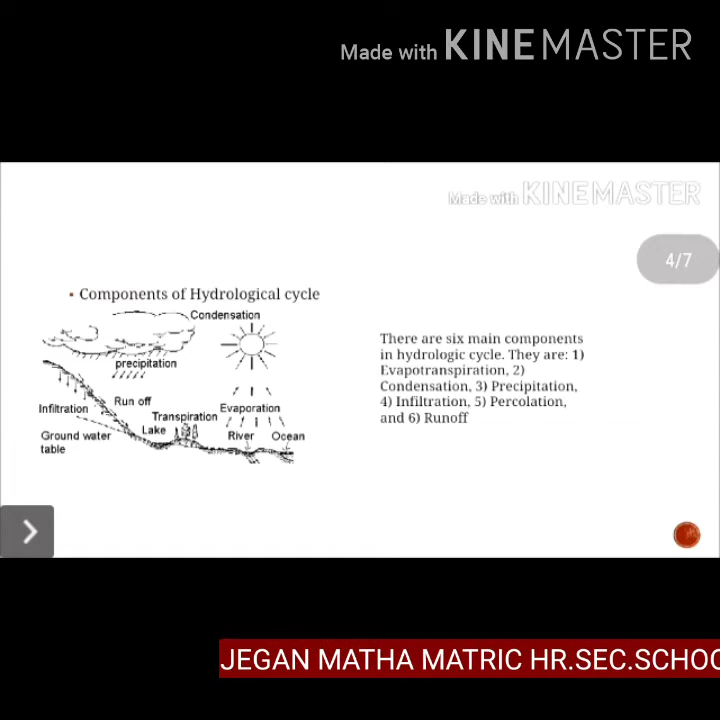 Made with KINEMASTER
Made with KINEMASTER
4/7
▪ Components of Hydrological cycle
Condensation
precipitation
Infiltration
Run off
Transpiration
Evaporation
Lake
River
Ocean
Ground water
table
There are six main components
in hydrologic cycle. They are: 1)
Evapotranspiration, 2)
Condensation, 3) Precipitation,
4) Infiltration, 5) Percolation,
and 6) Runoff
JEGAN MATHA MATRIC HR.SEC.SCHOO